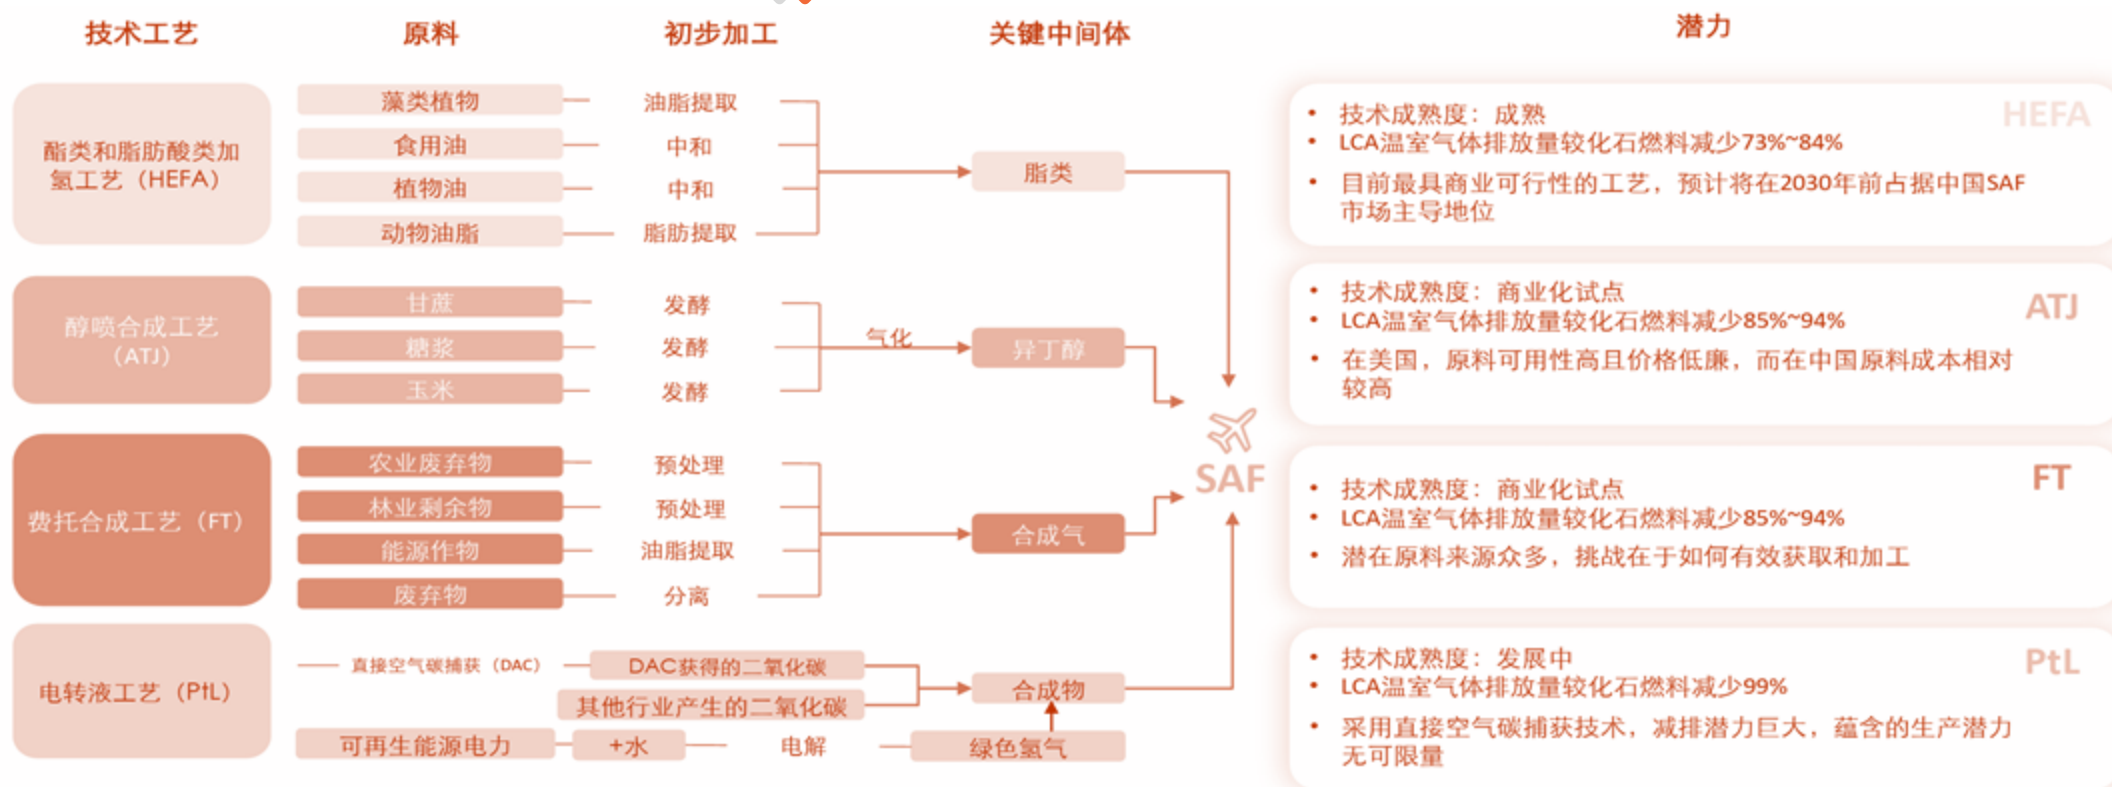 技术工艺
原料
初步加工
关键中间体
潜力
酯类和脂肪酸类加
氢工艺（HEFA）
藻类植物
油脂提取
食用油
中和
植物油
中和
动物油脂
脂肪提取
脂类
HEFA
• 技术成熟度：成熟
• LCA温室气体排放量较化石燃料减少73%~84%
• 目前最具商业可行性的工艺，预计将在2030年前占据中国SAF
市场主导地位
醇喷合成工艺
（ATJ）
甘蔗
发酵
糖浆
发酵
玉米
发酵
气化
异丁醇
ATJ
• 技术成熟度：商业化试点
• LCA温室气体排放量较化石燃料减少85%~94%
• 在美国，原料可用性高且价格低廉，而在中国原料成本相对
较高
SAF
费托合成工艺（FT）
农业废弃物
预处理
林业剩余物
预处理
能源作物
油脂提取
废弃物
分离
合成气
FT
• 技术成熟度：商业化试点
• LCA温室气体排放量较化石燃料减少85%~94%
• 潜在原料来源众多，挑战在于如何有效获取和加工
电转液工艺（PtL）
直接空气碳捕获（DAC）
DAC获得的二氧化碳
其他行业产生的二氧化碳
合成物
可再生能源电力
+水
电解
绿色氢气
PtL
• 技术成熟度：发展中
• LCA温室气体排放量较化石燃料减少99%
• 采用直接空气碳捕获技术，减排潜力巨大，蕴含的生产潜力
无可限量